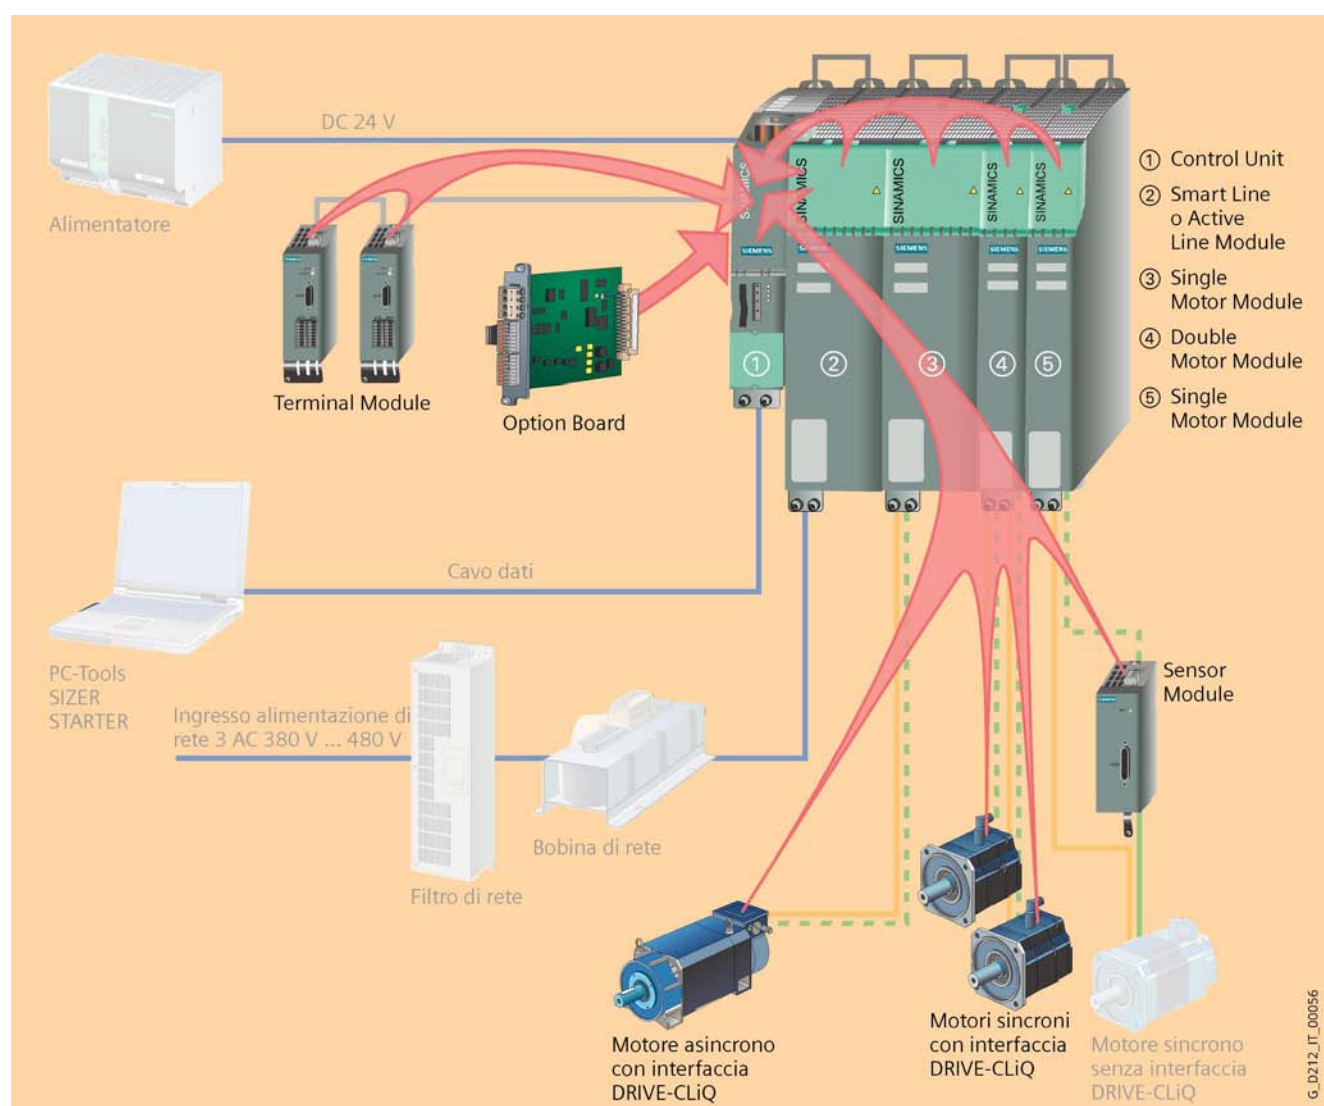 DC 24 V
Alimentatore
Terminal Module
Option Board
SINAMICS
SINAMICS
SINAMICS
SINAMICS
SINAMICS
SIEMENS
SIEMENS
SIEMENS
SIEMENS
SIEMENS
①
②
③
④
⑤
① Control Unit
② Smart Line
o Active
Line Module
③ Single
Motor Module
④ Double
Motor Module
⑤ Single
Motor Module
Cavo dati
PC-Tools
SIZER
STARTER
Ingresso alimentazione di
rete 3 AC 380 V ... 480 V
Filtro di rete
Bobina di rete
Sensor
Module
Motore asincrono
con interfaccia
DRIVE-CLiQ
Motori sincroni
con interfaccia
DRIVE-CLiQ
Motore sincrono
senza interfaccia
DRIVE-CLiQ
G_D212_IT_00056